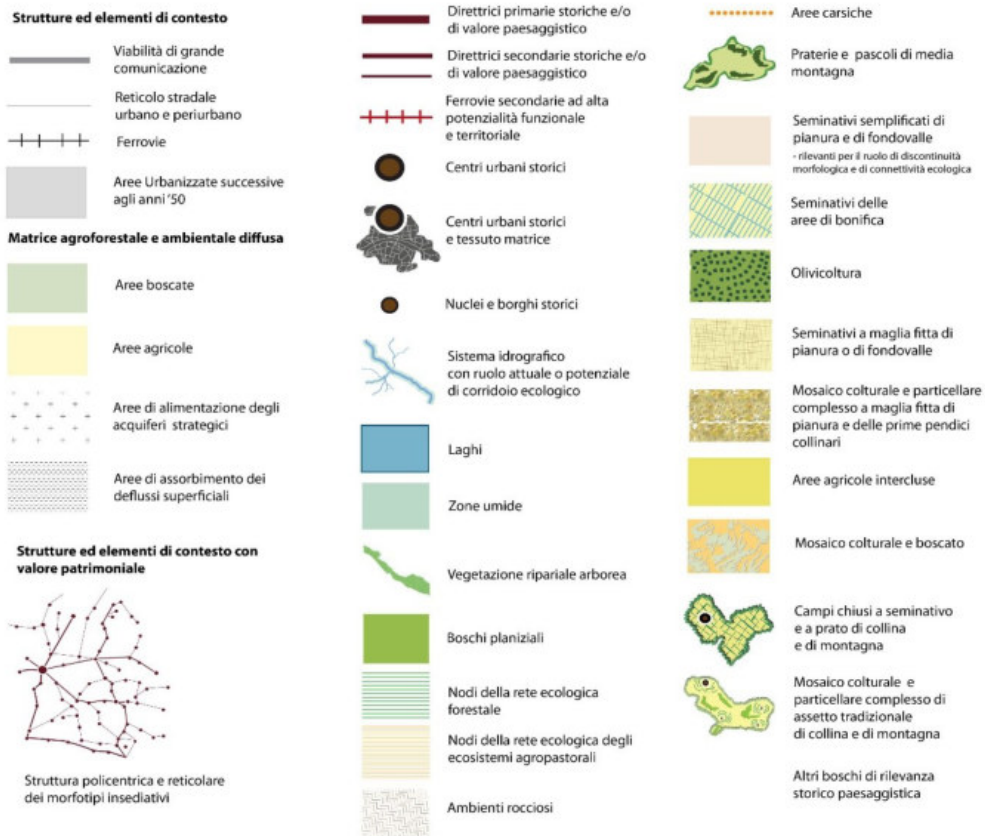 Strutture ed elementi di contesto
Viabilità di grande
comunicazione
Reticolo stradale
urbano e periurbano
Ferrovie
Aree Urbanizzate successive
agli anni '50
Matrice agroforestale e ambientale diffusa
Aree boscate
Aree agricole
Aree di alimentazione degli
acquiferi strategici
Aree di assorbimento dei
deflussi superficiali
Strutture ed elementi di contesto con
valore patrimoniale
Struttura policentrica e reticolare
dei morfotipi insediativi
Direttrici primarie storiche e/o
di valore paesaggistico
Direttrici secondarie storiche e/o
di valore paesaggistico
Ferrovie secondarie ad alta
potenzialità funzionale
e territoriale
Centri urbani storici
Centri urbani storici
e tessuto matrice
Nuclei e borghi storici
Sistema idrografico
con ruolo attuale o potenziale
di corridoio ecologico
Laghi
Zone umide
Vegetazione ripariale arborea
Boschi planiziali
Nodi della rete ecologica
forestale
Nodi della rete ecologica degli
ecosistemi agropastorali
Ambienti rocciosi
Aree carsiche
Praterie e pascoli di media
montagna
Seminativi semplificati di
pianura e di fondovalle
- rilevanti per il ruolo di discontinuità
morfologica e di connettività ecologica
Seminativi delle
aree di bonifica
Olivicoltura
Seminativi a maglia fitta di
pianura o di fondovalle
Mosaico colturale e particellare
complesso a maglia fitta di
pianura e delle prime pendici
collinari
Aree agricole intercluse
Mosaico colturale e boscato
Campi chiusi a seminativo
e a prato di collina
e di montagna
Mosaico colturale e
particellare complesso di
assetto tradizionale
di collina e di montagna
Altri boschi di rilevanza
storico paesaggistica